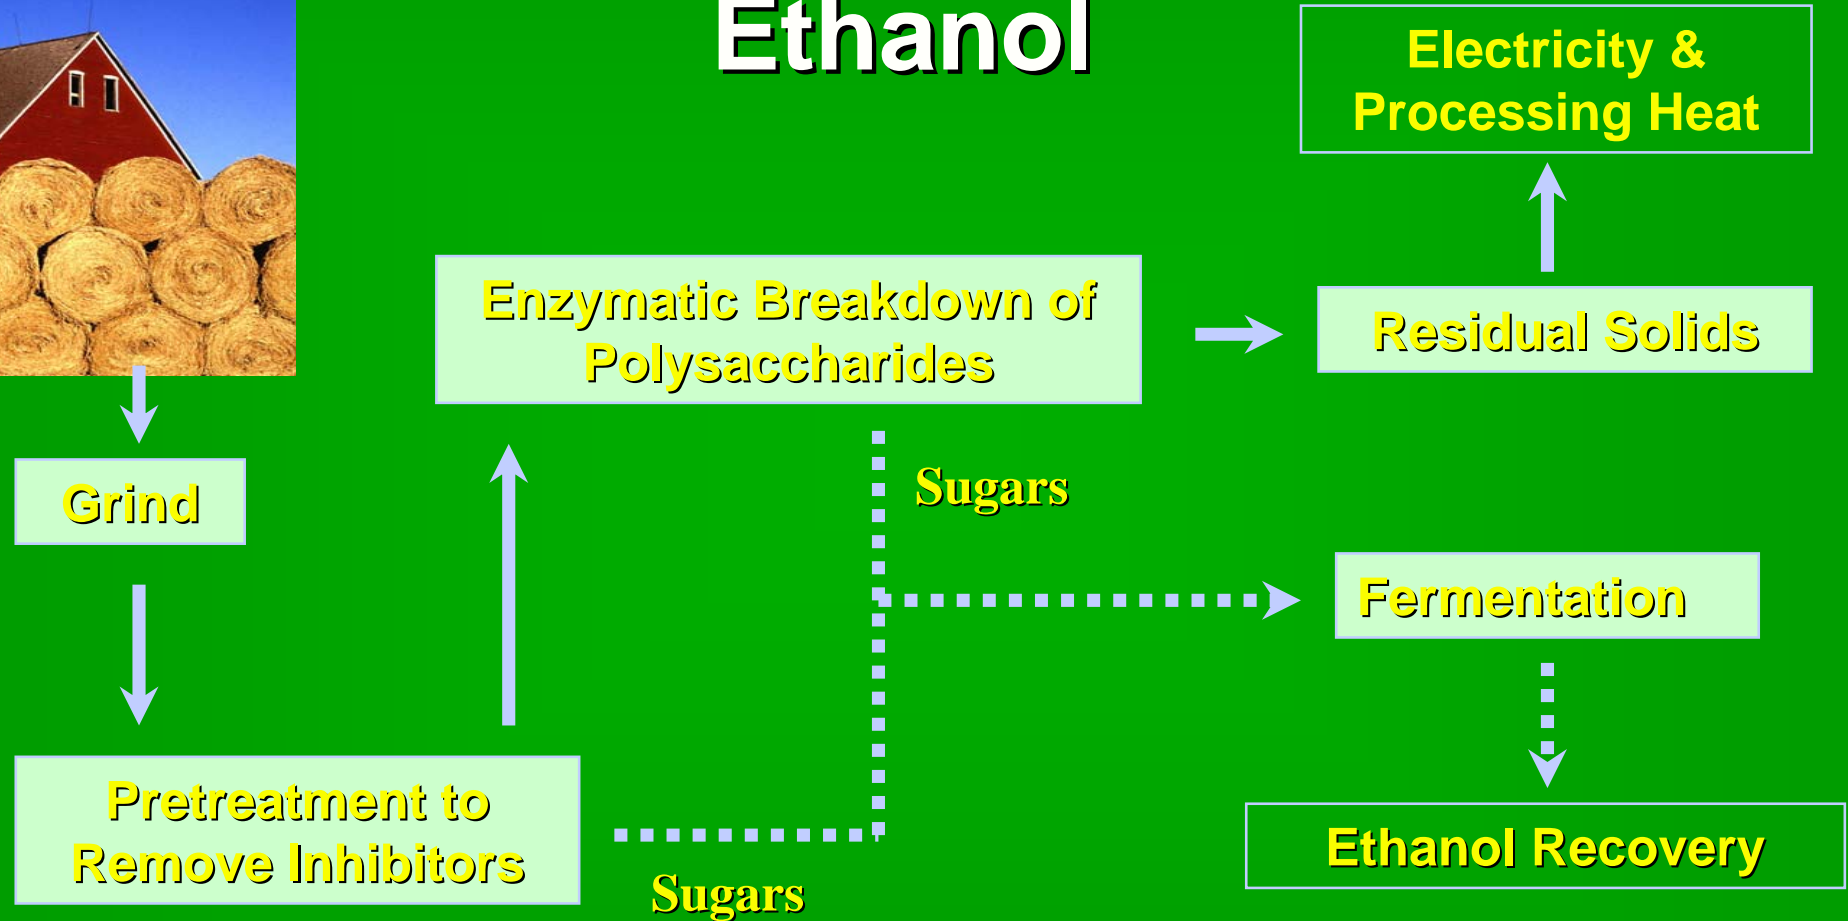 Ethanol
Electricity &
Processing Heat
Enzymatic Breakdown of
Polysaccharides
Residual Solids
Grind
Sugars
Fermentation
Pretreatment to
Remove Inhibitors
Sugars
Ethanol Recovery